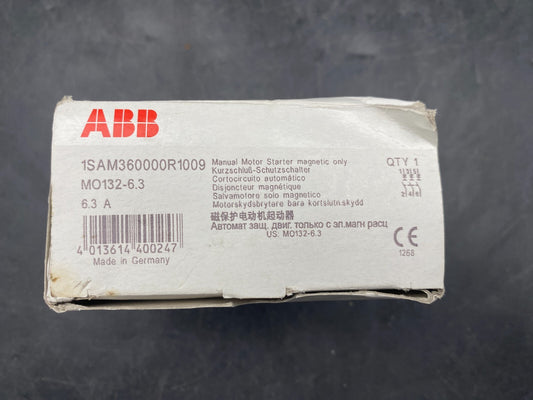 ABB
1SAM360000R1009
MO132-6.3
6.3 A
4 013614 400247
Made in Germany
Manual Motor Starter magnetic only
Kurzschluß-Schutzschalter
Cortocircuito automático
Disjoncteur magnétique
Salvamotore solo magnetico
Motorskydsbrytare bara kortslutn.skydd
磁保护电动机起动器
Автомат защ. двиг. только с эл.магн расц
US: MO132-6.3
QTY 1
CE
1268